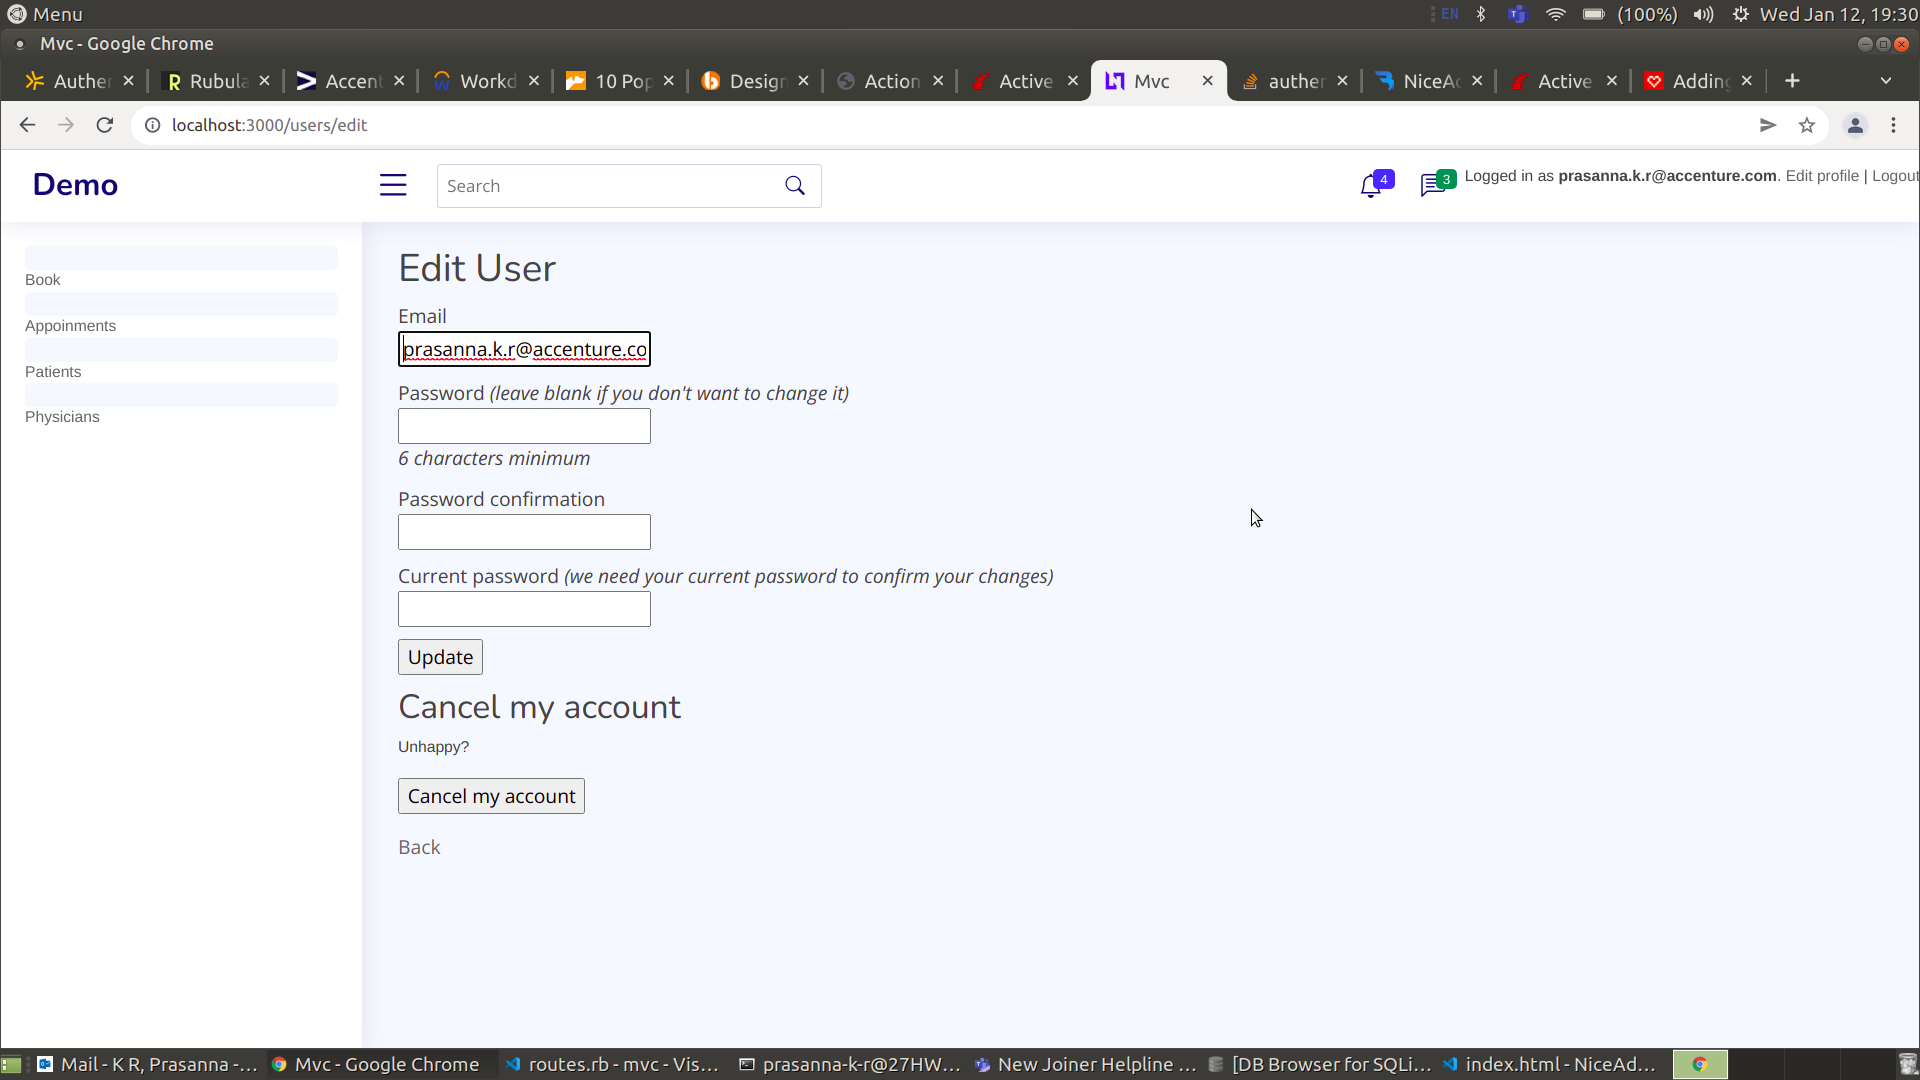 Menu EN (100%) Wed Jan 12, 19:30
Mvc - Google Chrome
Auther Rubula Accent Workd 10 Pop Design Action Active Mvc auther NiceAd Active Adding
localhost:3000/users/edit
Demo Search 4 3 Logged in as prasanna.k.r@accenture.com. Edit profile | Logout
Book
Appoinments
Patients
Physicians
Edit User
Email
prasanna.k.r@accenture.co
Password (leave blank if you don't want to change it)
6 characters minimum
Password confirmation
Current password (we need your current password to confirm your changes)
Update
Cancel my account
Unhappy?
Cancel my account
Back
Mail - K R, Prasanna -... Mvc - Google Chrome routes.rb - mvc - Vis... prasanna-k-r@27HW... New Joiner Helpline ... [DB Browser for SQLi... index.html - NiceAd...